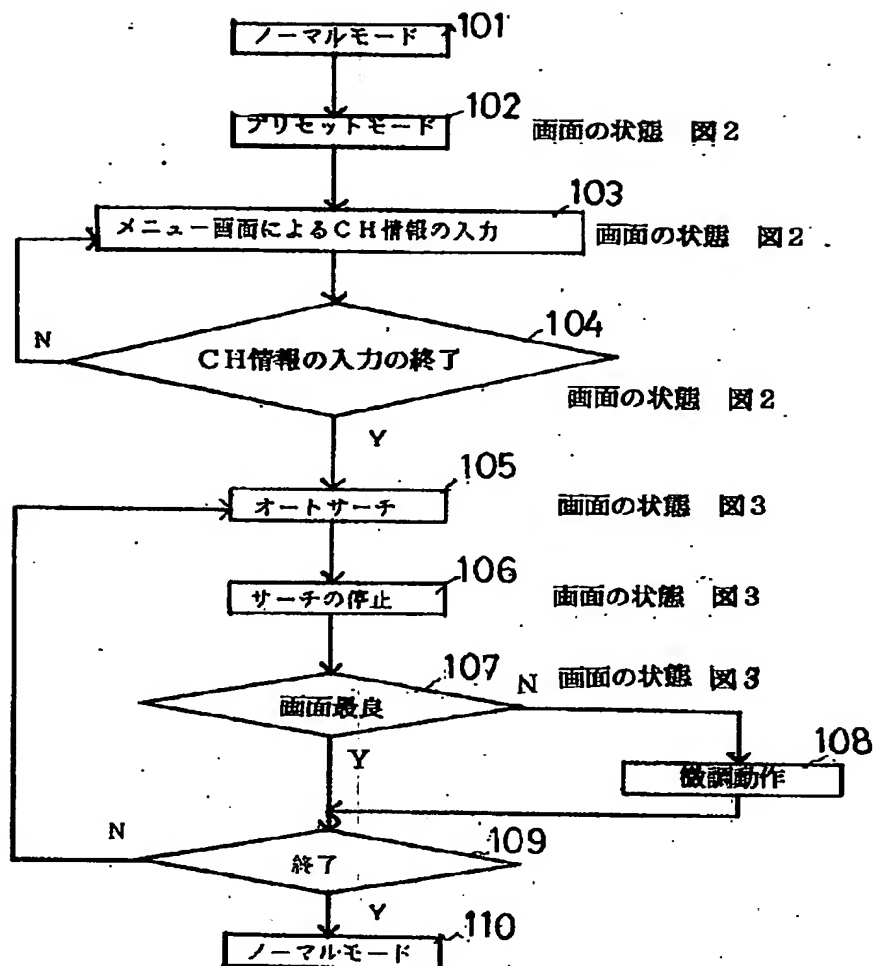 ノーマルモード 101
102
プリセットモード 画面の状態 図2
103
メニュー画面によるCH情報の入力 画面の状態 図2
104
N
CH情報の入力の終了
画面の状態 図2
Y
105
オートサーチ 画面の状態 図3
106
サーチの停止 画面の状態 図3
107
N 画面の状態 図3
画面最良
Y
108
微調動作
N
109
終了
Y
110
ノーマル・モード